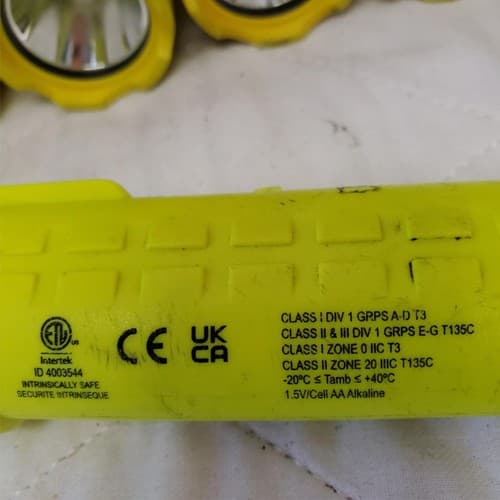 ETL
us
Intertek
ID 4003544
INTRINSICALLY SAFE
SECURITE INTRINSEQUE
CE
UK
CA
CLASS I DIV 1 GRPS A-D T3
CLASS II & III DIV 1 GRPS E-G T135C
CLASS I ZONE 0 IIC T3
CLASS II ZONE 20 IIIC T135C
-20ºC ≤ Tamb ≤ +40ºC
1.5V/Cell AA Alkaline